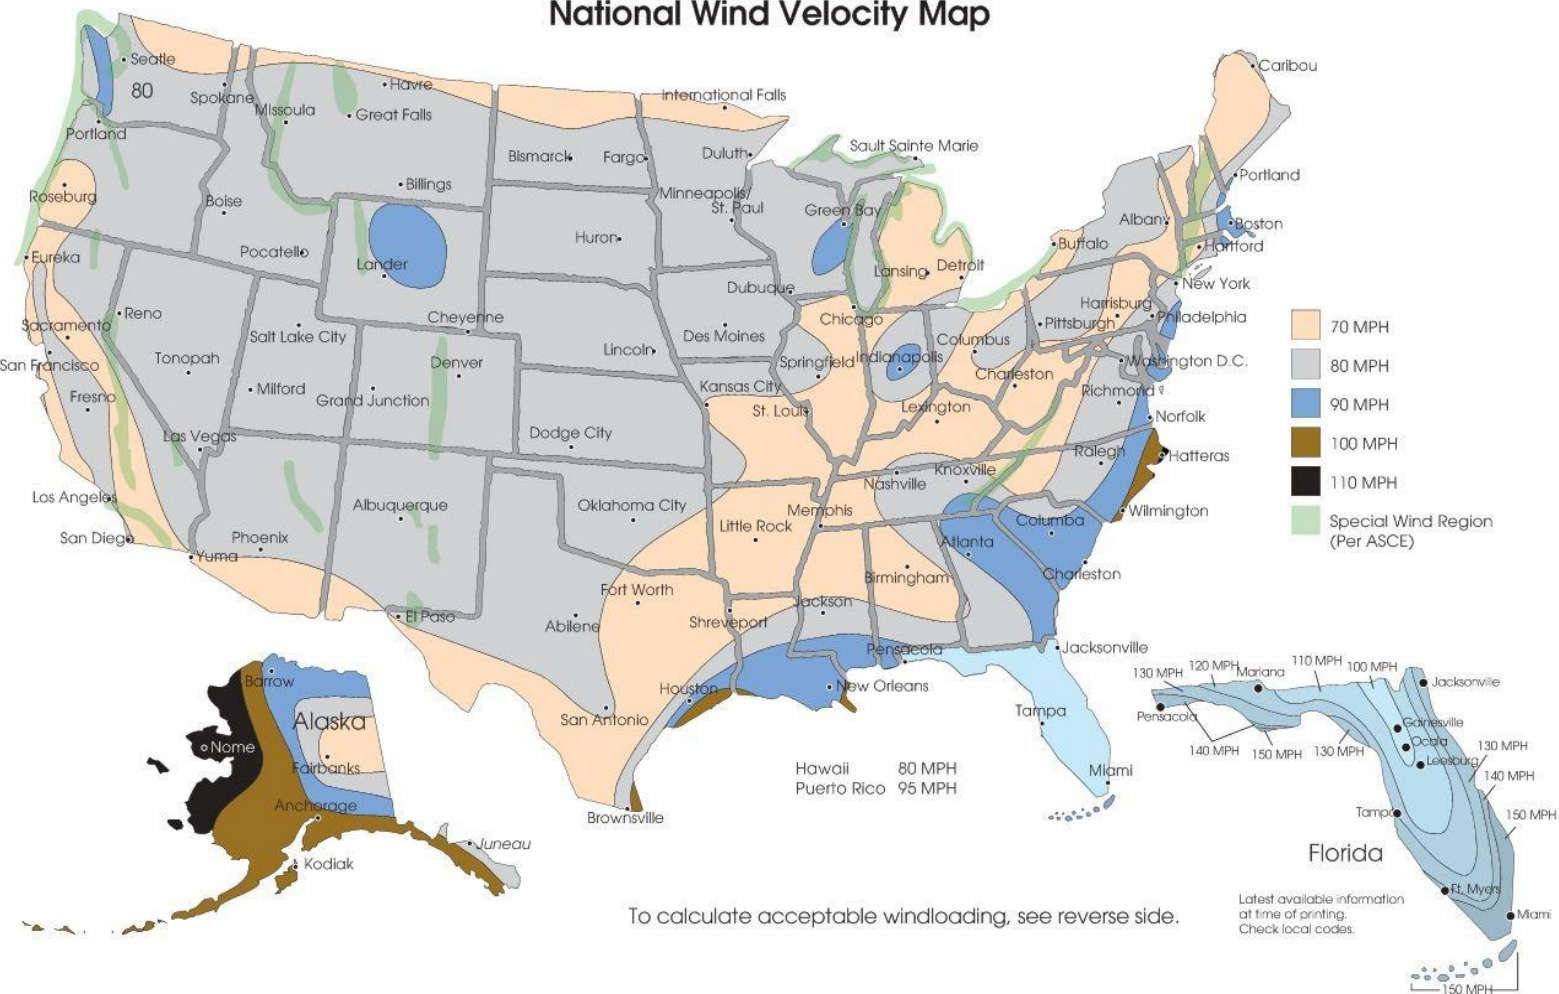 National Wind Velocity Map
Seatle
80
Spokane
Missoula
Havre
Great Falls
Portland
Billings
Roseburg
Boise
Pocatello
Lander
Eureka
Reno
Sacramento
San Francisco
Tonopah
Fresno
Salt Lake City
Milford
Grand Junction
Cheyenne
Denver
Las Vegas
Los Angeles
San Diego
Yuma
Phoenix
Albuquerque
El Paso
International Falls
Bismarck
Fargo
Duluth
Sault Sainte Marie
Minneapolis/
St. Paul
Green Bay
Huron
Dubuque
Lansing
Detroit
Chicago
Des Moines
Lincoln
Springfield
Indianapolis
Columbus
Kansas City
St. Louis
Lexington
Charleston
Dodge City
Oklahoma City
Nashville
Knoxville
Memphis
Little Rock
Fort Worth
Abilene
Shreveport
Jackson
Birmingham
Atlanta
Columba
Charleston
Wilmington
Hatteras
Ralegh
Norfolk
Richmond
Washington D.C.
Philadelphia
Harrisburg
Pittsburgh
New York
Hartford
Boston
Albany
Buffalo
Portland
Caribou
San Antonio
Houston
Brownsville
New Orleans
Pensacola
Jacksonville
Tampa
Miami
70 MPH
80 MPH
90 MPH
100 MPH
110 MPH
Special Wind Region
(Per ASCE)
Barrow
Alaska
Nome
Fairbanks
Anchorage
Kodiak
Juneau
Hawaii 80 MPH
Puerto Rico 95 MPH
130 MPH
120 MPH
Mariana
110 MPH
100 MPH
Jacksonville
Pensacola
140 MPH
150 MPH
130 MPH
Gainesville
Ocala
Leesburg
130 MPH
140 MPH
150 MPH
Tampa
Florida
Ft. Myers
Miami
150 MPH
Latest available information
at time of printing.
Check local codes.
To calculate acceptable windloading, see reverse side.